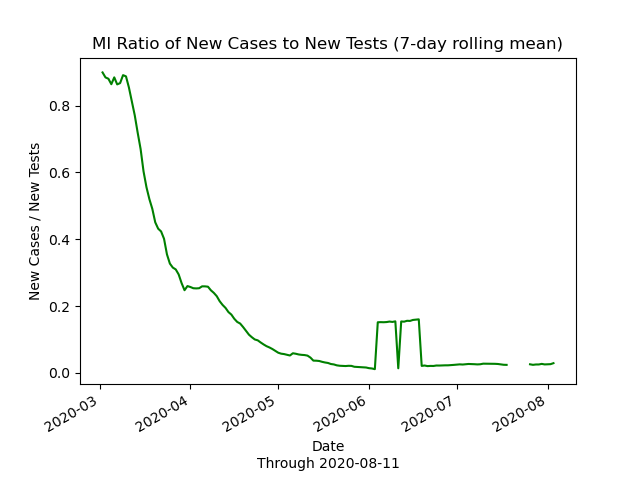 MI Ratio of New Cases to New Tests (7-day rolling mean)
New Cases / New Tests
0.8
0.6
0.4
0.2
0.0
2020-03
2020-04
2020-05
2020-06
2020-07
2020-08
Date
Through 2020-08-11